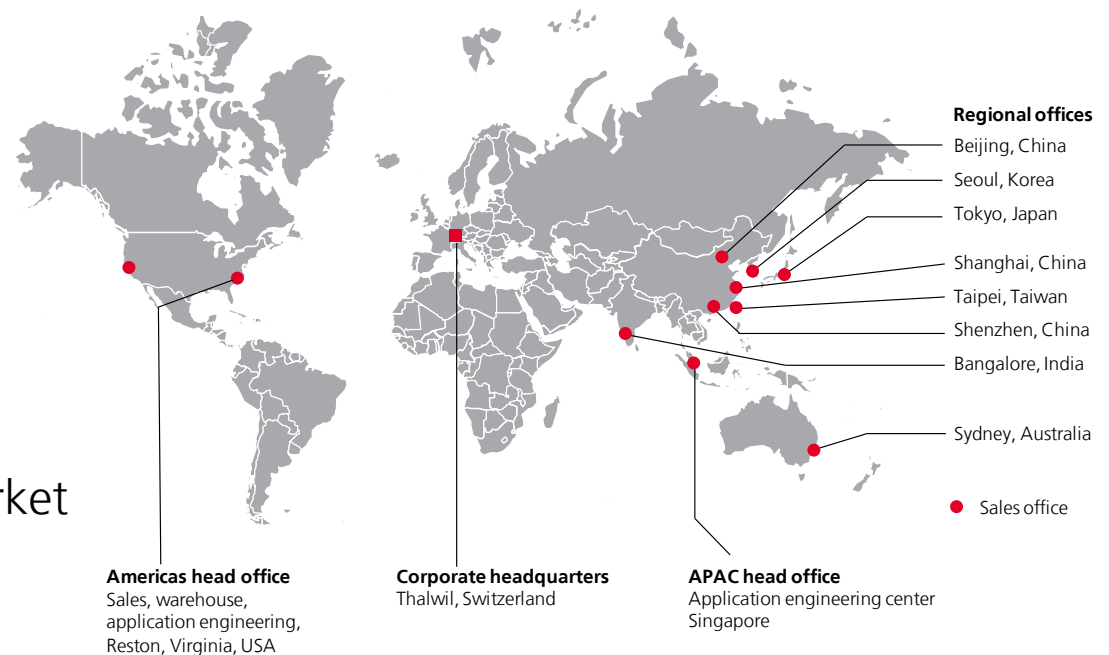 Regional offices
Beijing, China
Seoul, Korea
Tokyo, Japan
Shanghai, China
Taipei, Taiwan
Shenzhen, China
Bangalore, India
Sydney, Australia
Sales office
rket
Americas head office
Sales, warehouse,
application engineering,
Reston, Virginia, USA
Corporate headquarters
Thalwil, Switzerland
APAC head office
Application engineering center
Singapore